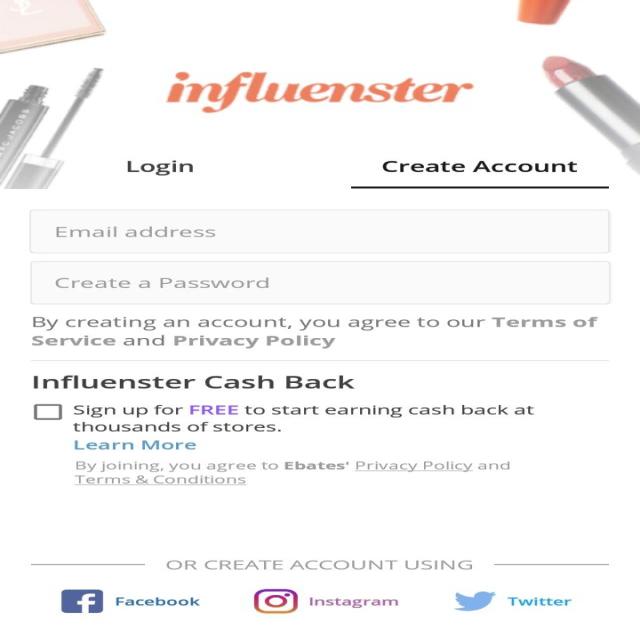 influenster
Login
Create Account
Email address
Create a Password
By creating an account, you agree to our Terms of
Service and Privacy Policy
Influenster Cash Back
Sign up for FREE to start earning cash back at
thousands of stores.
Learn More
By joining, you agree to Ebates' Privacy Policy and
Terms & Conditions
OR CREATE ACCOUNT USING
Facebook
Instagram
Twitter